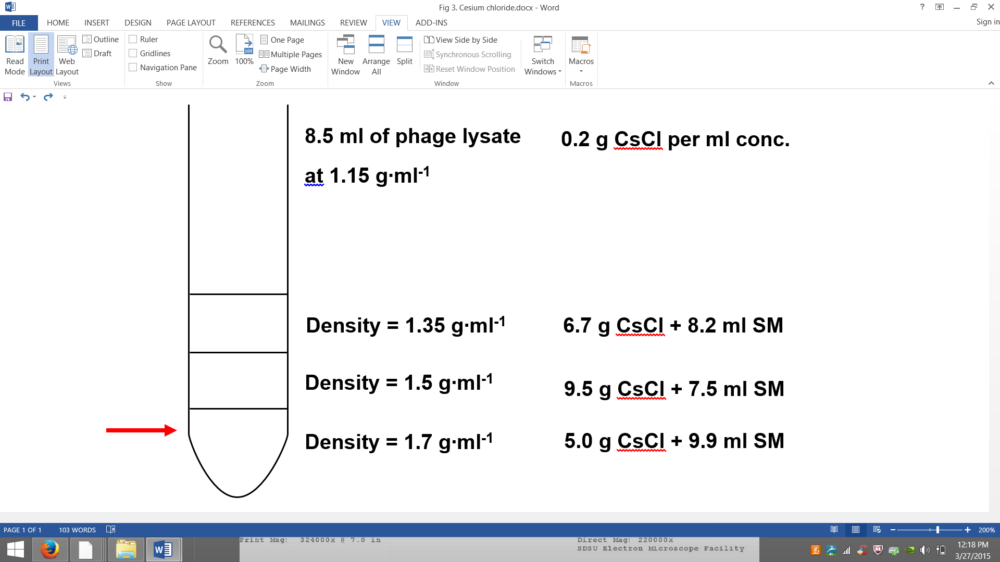 Fig 3. Cesium chloride.docx - Word
?
FILE HOME INSERT DESIGN PAGE LAYOUT REFERENCES MAILINGS REVIEW VIEW ADD-INS Sign in
Read Mode
Print Layout
Web Layout
Outline
Draft
Views
Ruler
Gridlines
Navigation Pane
Show
Zoom
100
100%
One Page
Multiple Pages
Page Width
Zoom
New Window
Arrange All
Split
View Side by Side
Synchronous Scrolling
Reset Window Position
Switch Windows
Window
Macros
Macros
8.5 ml of phage lysate 0.2 g CsCl per ml conc.
at 1.15 g·ml-1
Density = 1.35 g·ml-1 6.7 g CsCl + 8.2 ml SM
Density = 1.5 g·ml-1 9.5 g CsCl + 7.5 ml SM
Density = 1.7 g·ml-1 5.0 g CsCl + 9.9 ml SM
PAGE 1 OF 1 103 WORDS 200%
Print Mag: 324000x @ 7.0 in Direct Mag: 220000x
SDSU Electron Microscope Facility
12:18 PM
3/27/2015